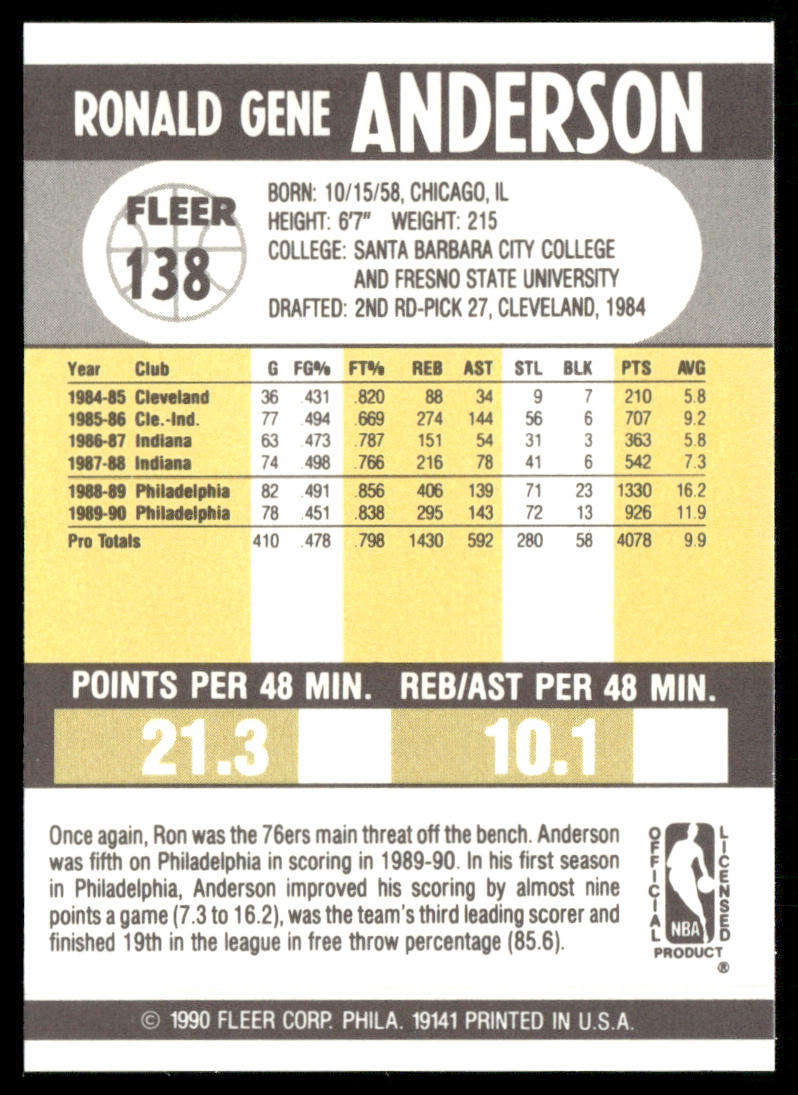 RONALD GENE ANDERSON
FLEER
138
BORN: 10/15/58, CHICAGO, IL
HEIGHT: 6'7" WEIGHT: 215
COLLEGE: SANTA BARBARA CITY COLLEGE
AND FRESNO STATE UNIVERSITY
DRAFTED: 2ND RD-PICK 27, CLEVELAND, 1984
Year Club G FG% FT% REB AST STL BLK PTS AVG
1984-85 Cleveland 36 .431 .820 88 34 9 7 210 5.8
1985-86 Cle.-Ind. 77 .494 .669 274 144 56 6 707 9.2
1986-87 Indiana 63 .473 .787 151 54 31 3 363 5.8
1987-88 Indiana 74 .498 .766 216 78 41 6 542 7.3
1988-89 Philadelphia 82 .491 .856 406 139 71 23 1330 16.2
1989-90 Philadelphia 78 .451 .838 295 143 72 13 926 11.9
Pro Totals 410 .478 .798 1430 592 280 58 4078 9.9
POINTS PER 48 MIN. REB/AST PER 48 MIN.
21.3 10.1
Once again, Ron was the 76ers main threat off the bench. Anderson
was fifth on Philadelphia in scoring in 1989-90. In his first season
in Philadelphia, Anderson improved his scoring by almost nine
points a game (7.3 to 16.2), was the team's third leading scorer and
finished 19th in the league in free throw percentage (85.6).
OFFICIAL
LICENSED
NBA
PRODUCT
®
© 1990 FLEER CORP. PHILA. 19141 PRINTED IN U.S.A.